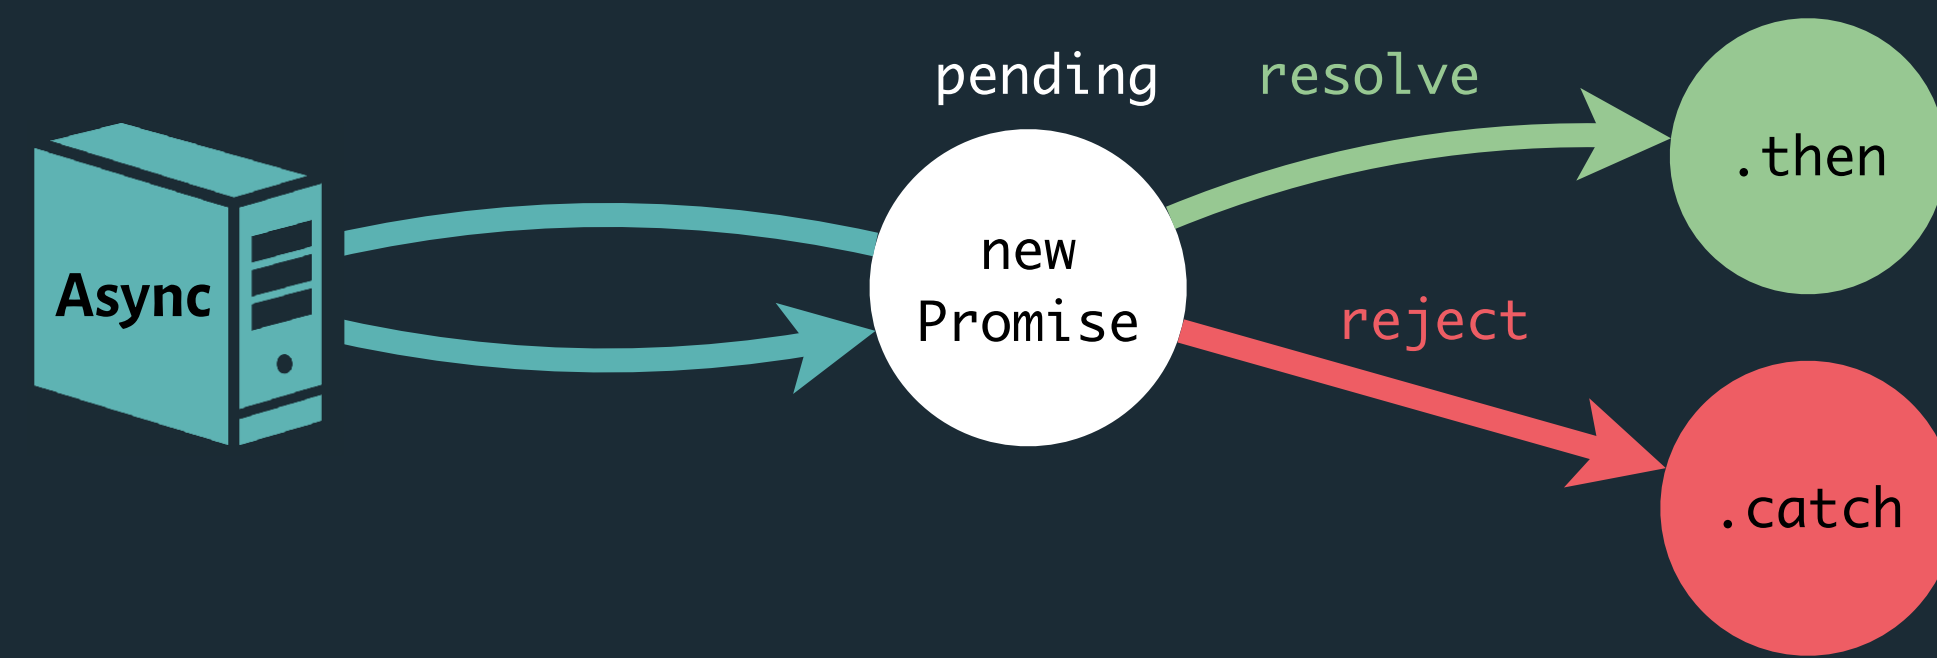 pending
resolve
.then
Async
new
Promise
reject
.catch